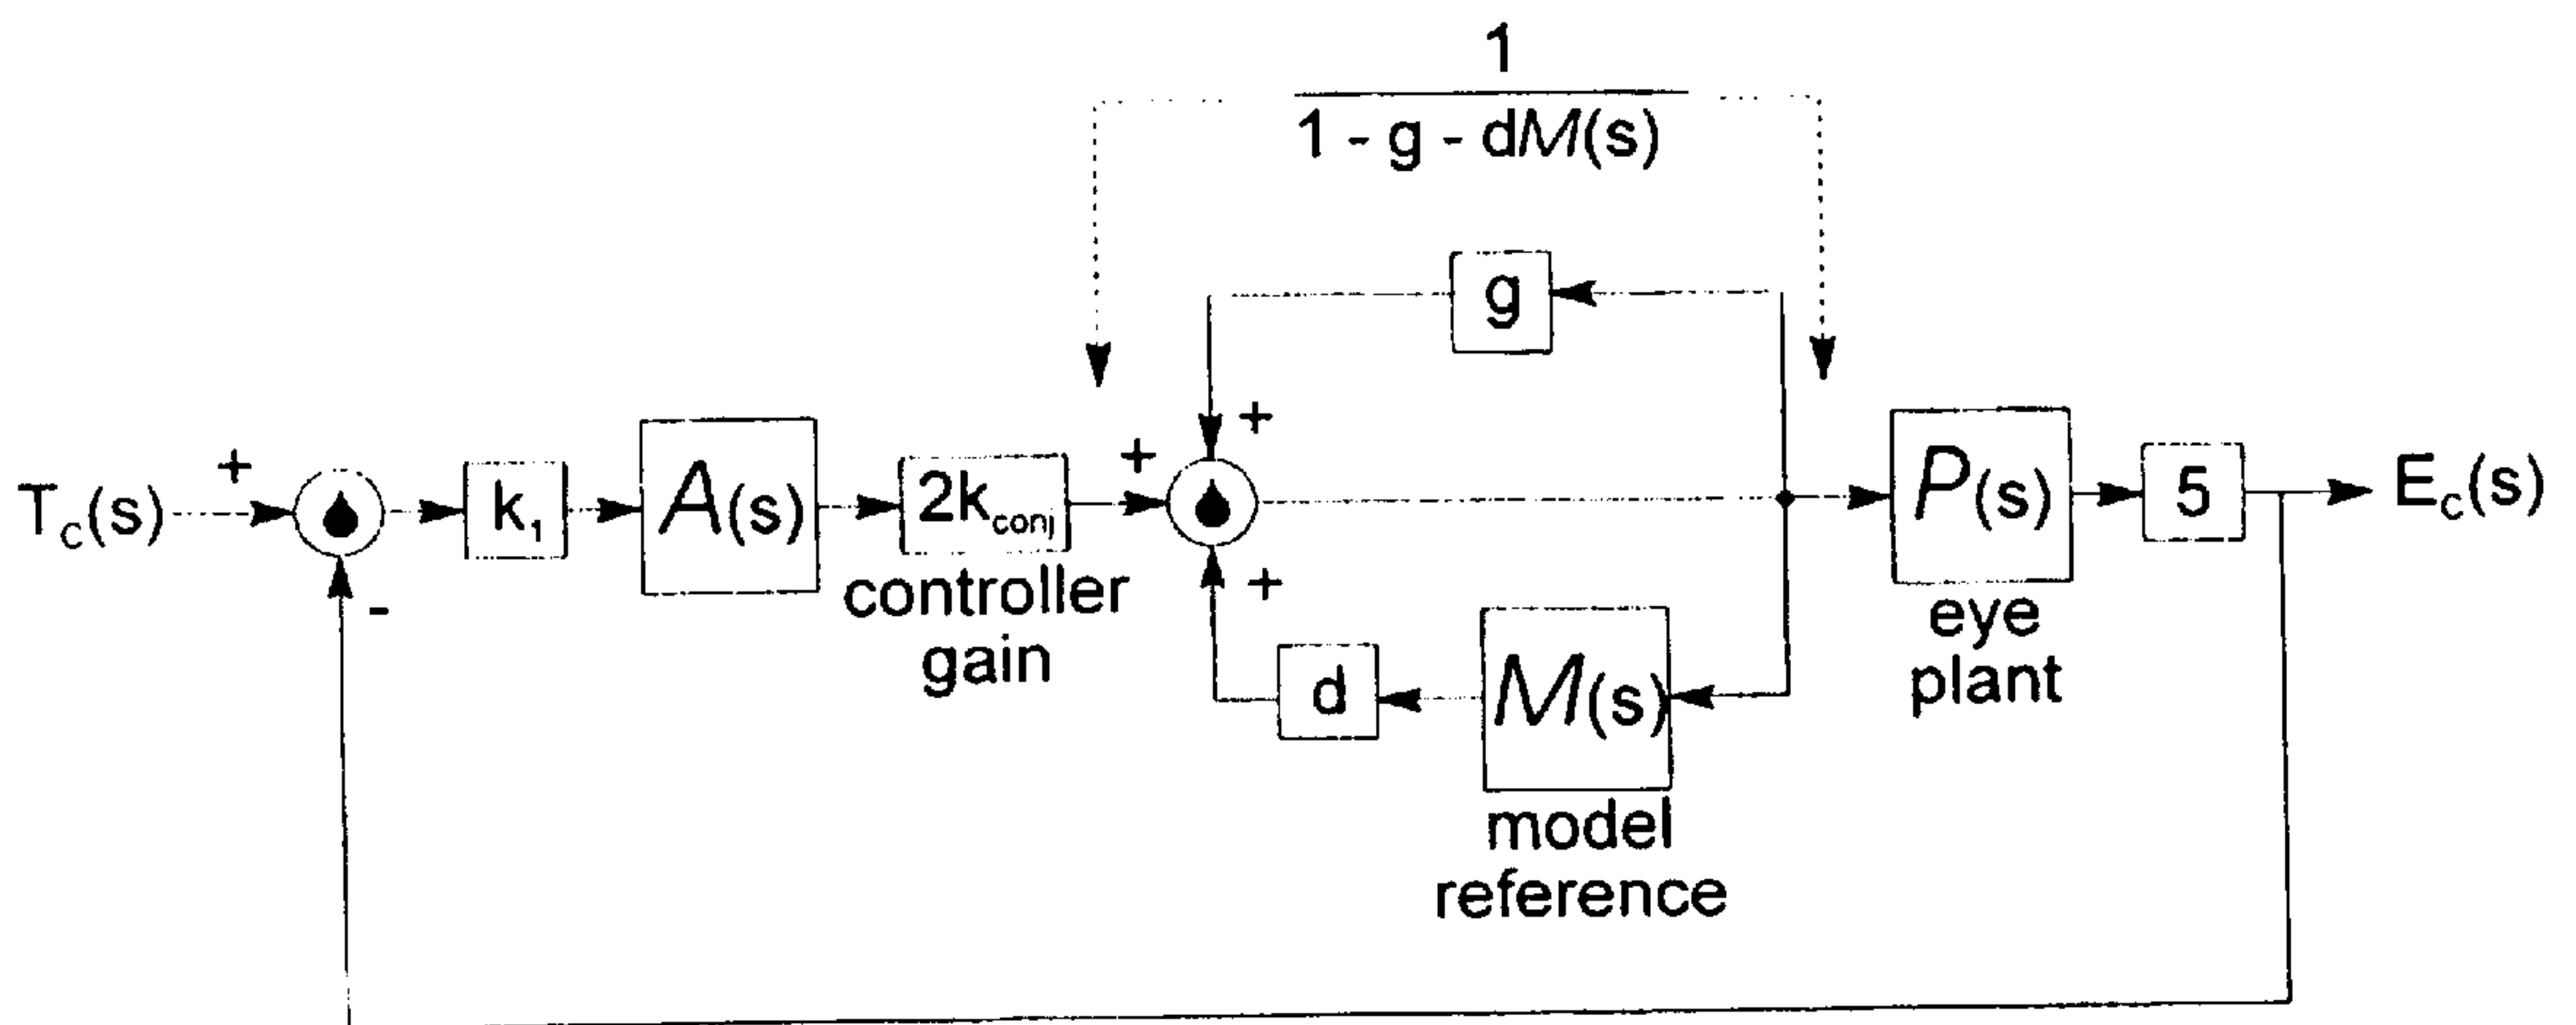 1
1 - g - dM(s)
g
+
+
+
T_c(s)
k_1
A(s)
2k_conj
P(s)
5
E_c(s)
-
+
controller
gain
d
M(s)
eye
plant
model
reference